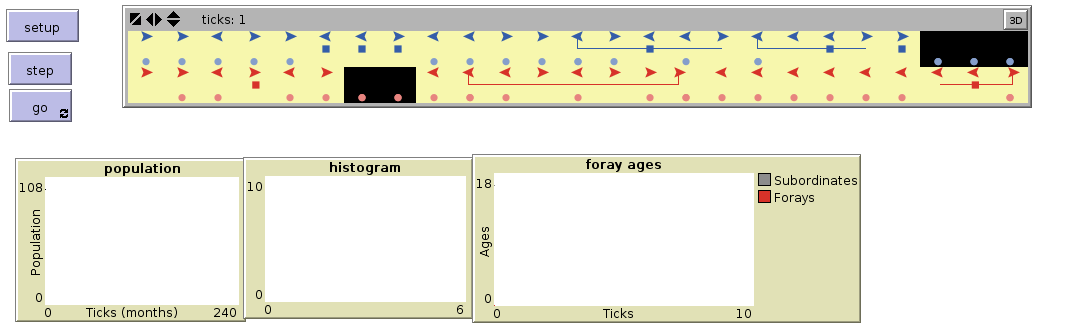 setup
step
go
ticks: 1
3D
population
108
Population
0
0
Ticks (months)
240
histogram
10
0
0
6
foray ages
18
Ages
0
0
Ticks
10
Subordinates
Forays